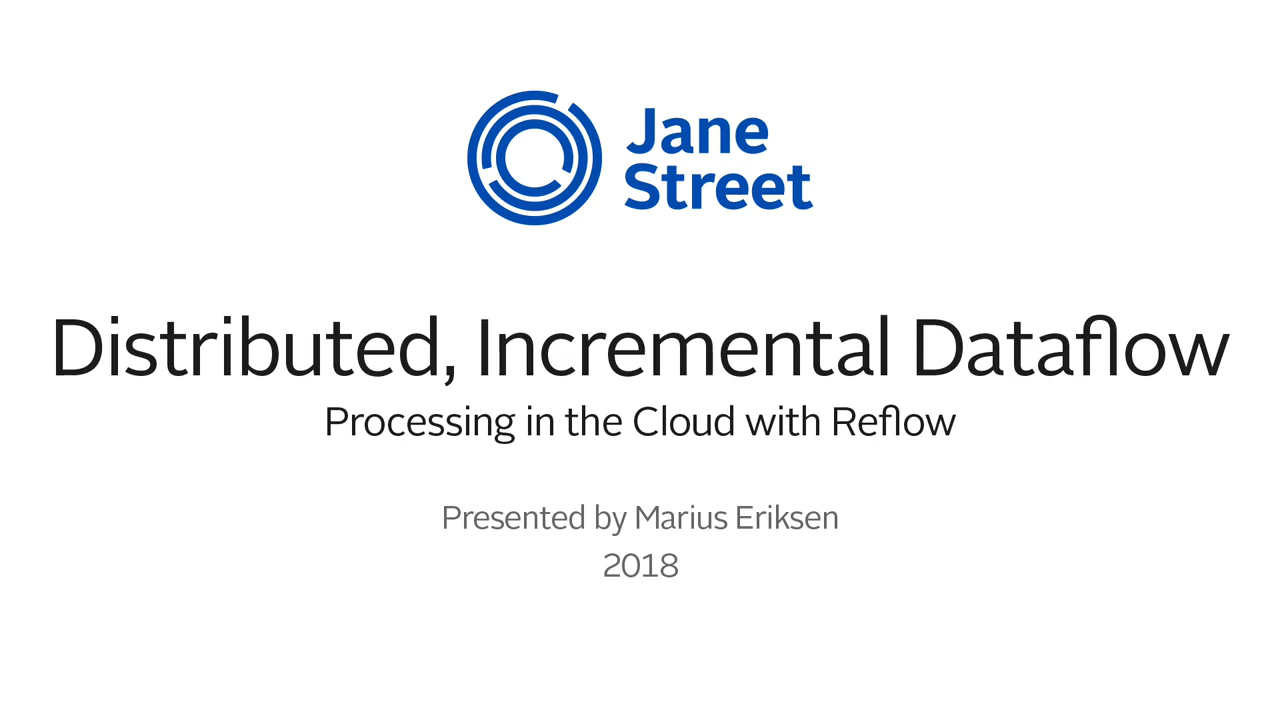 Jane
Street
Distributed, Incremental Dataflow
Processing in the Cloud with Reflow
Presented by Marius Eriksen
2018